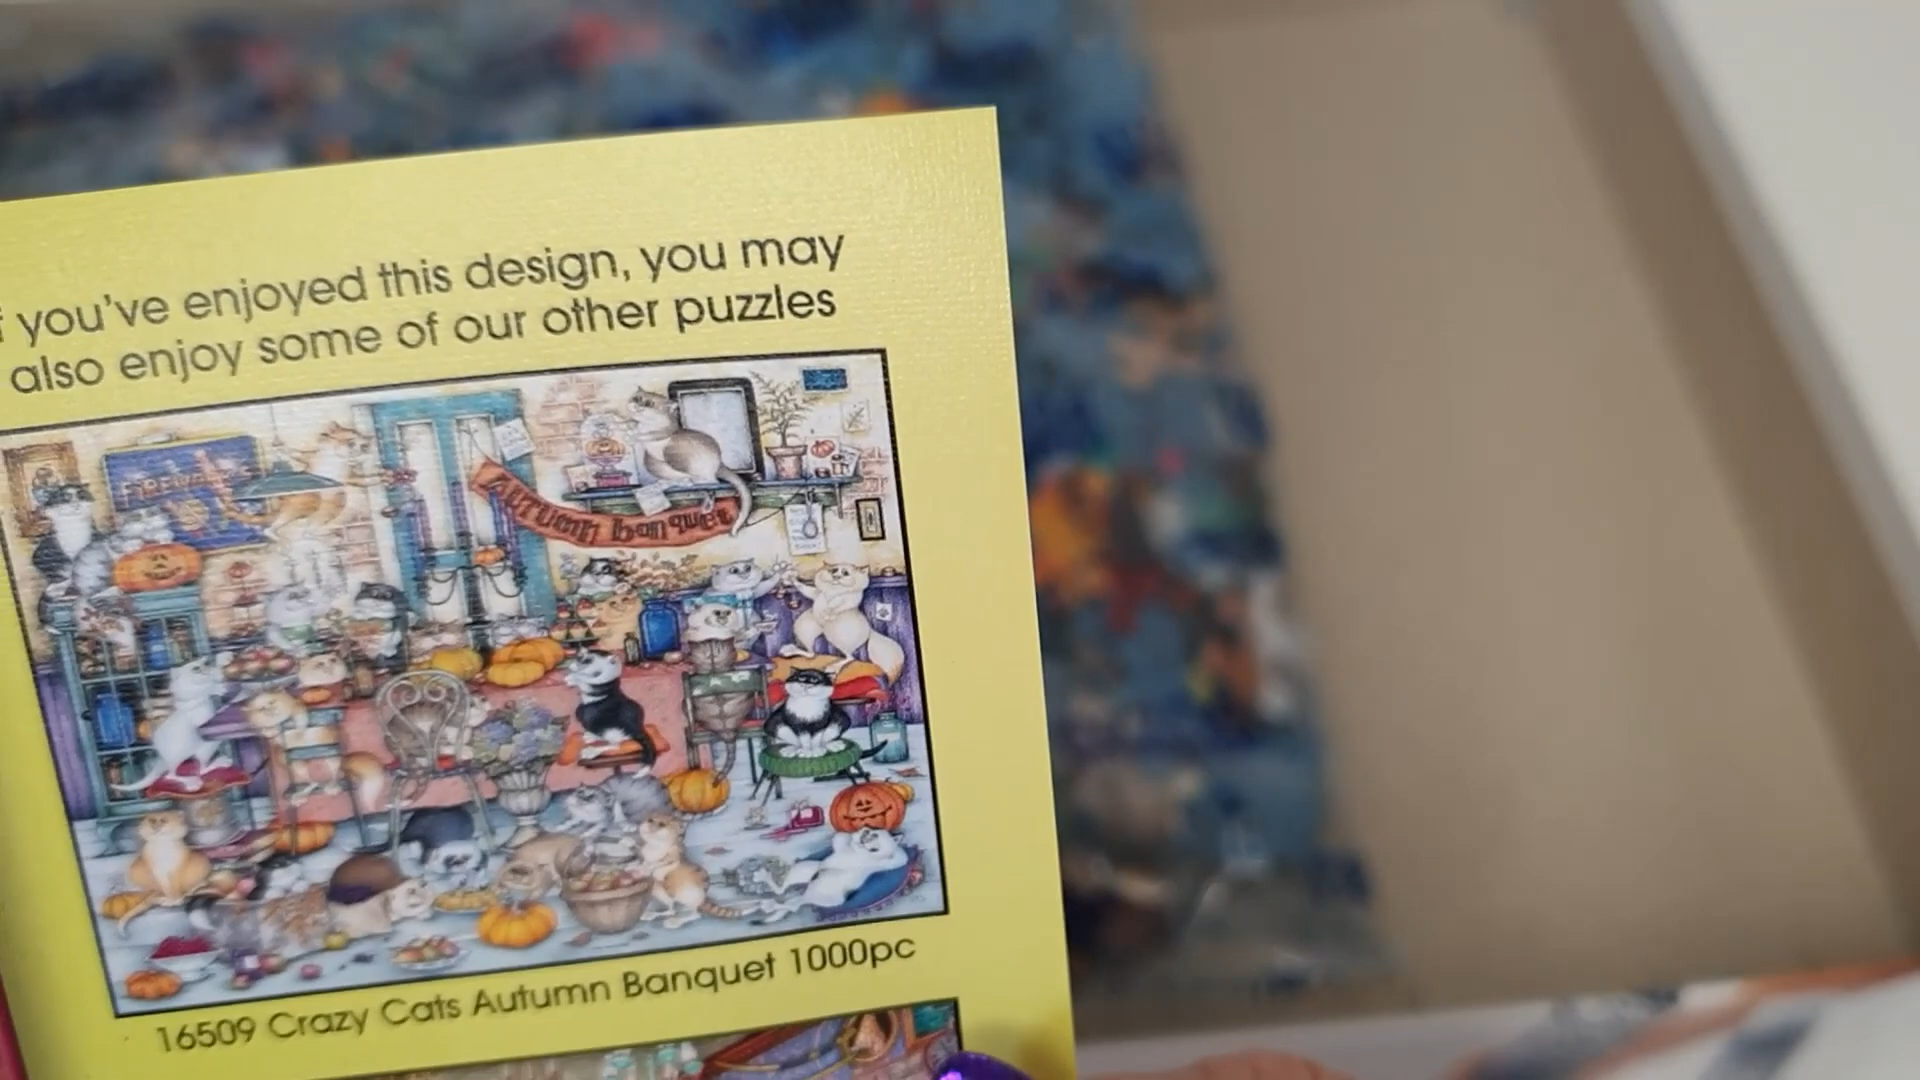 you've enjoyed this design, you may
also enjoy some of our other puzzles
AUTUMN banquet
16509 Crazy Cats Autumn Banquet 1000pc